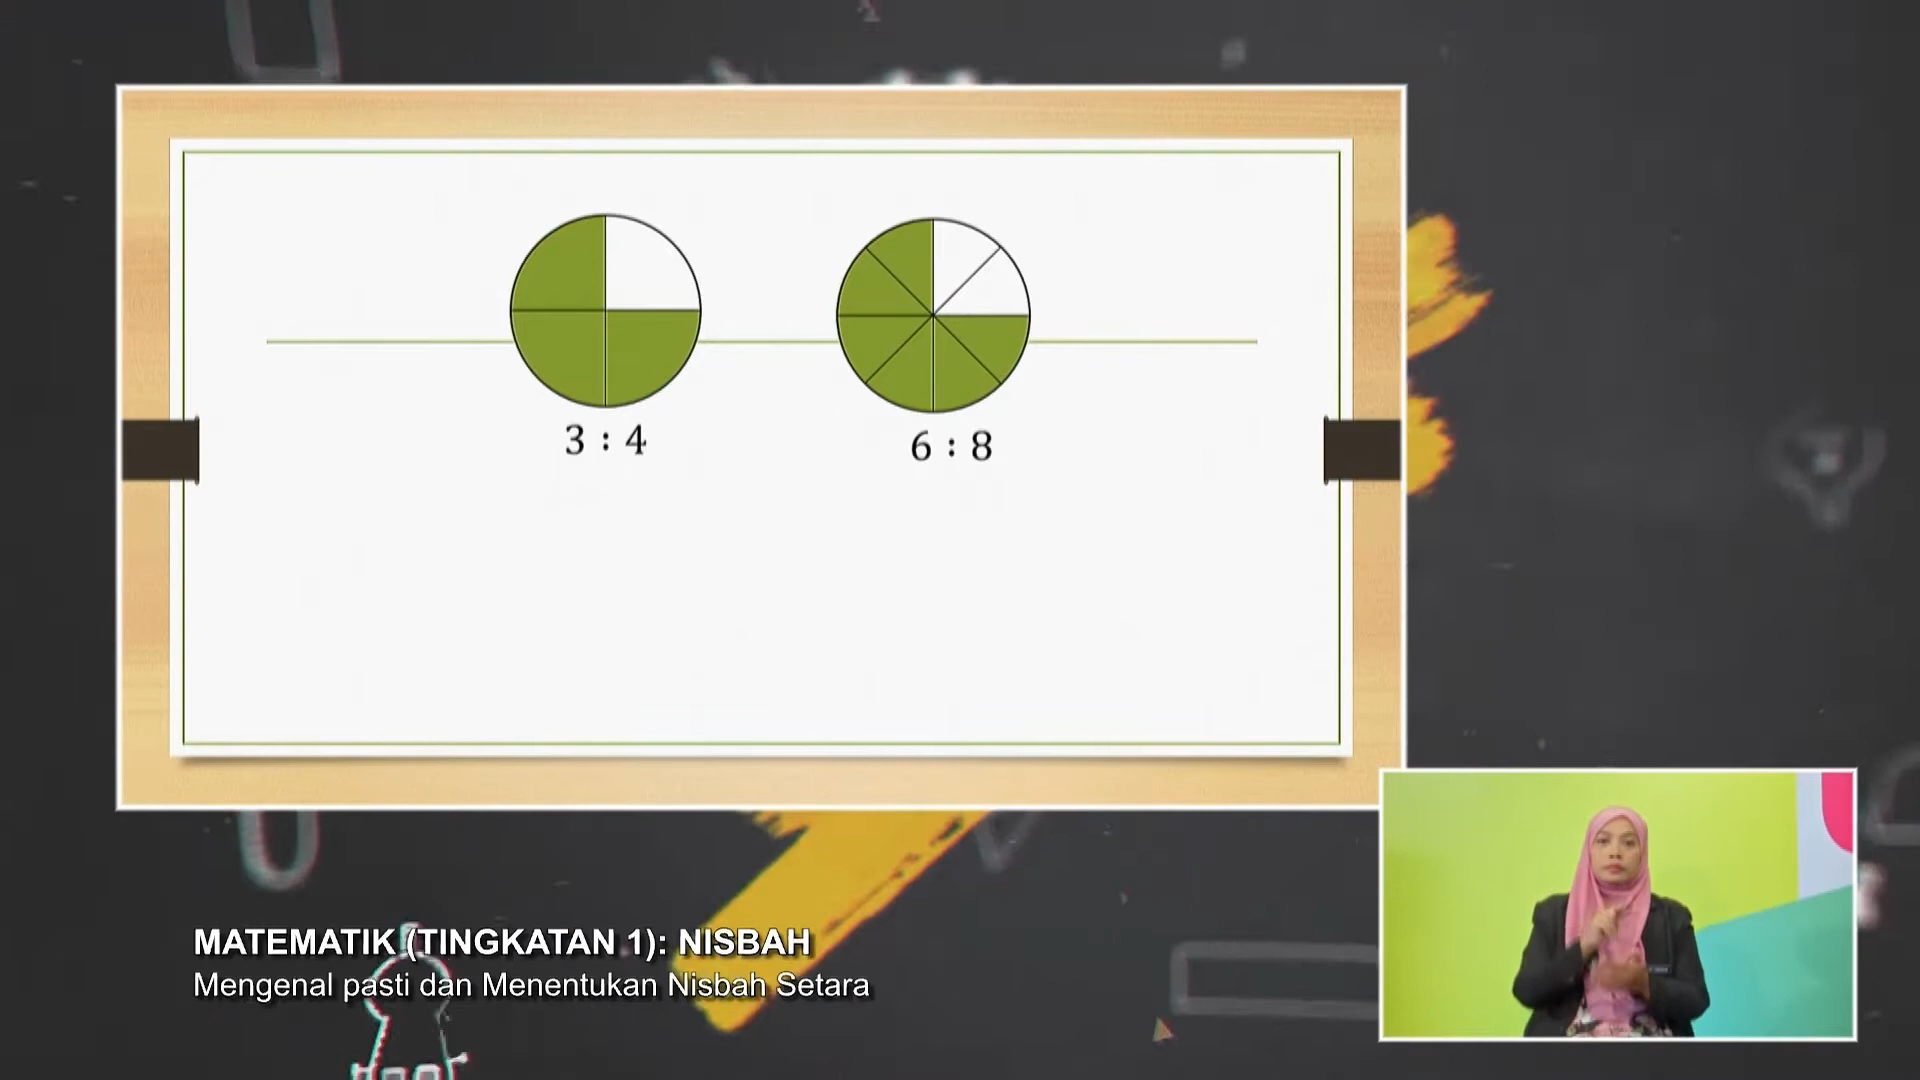 3 : 4
6 : 8
MATEMATIK (TINGKATAN 1): NISBAH
Mengenal pasti dan Menentukan Nisbah Setara